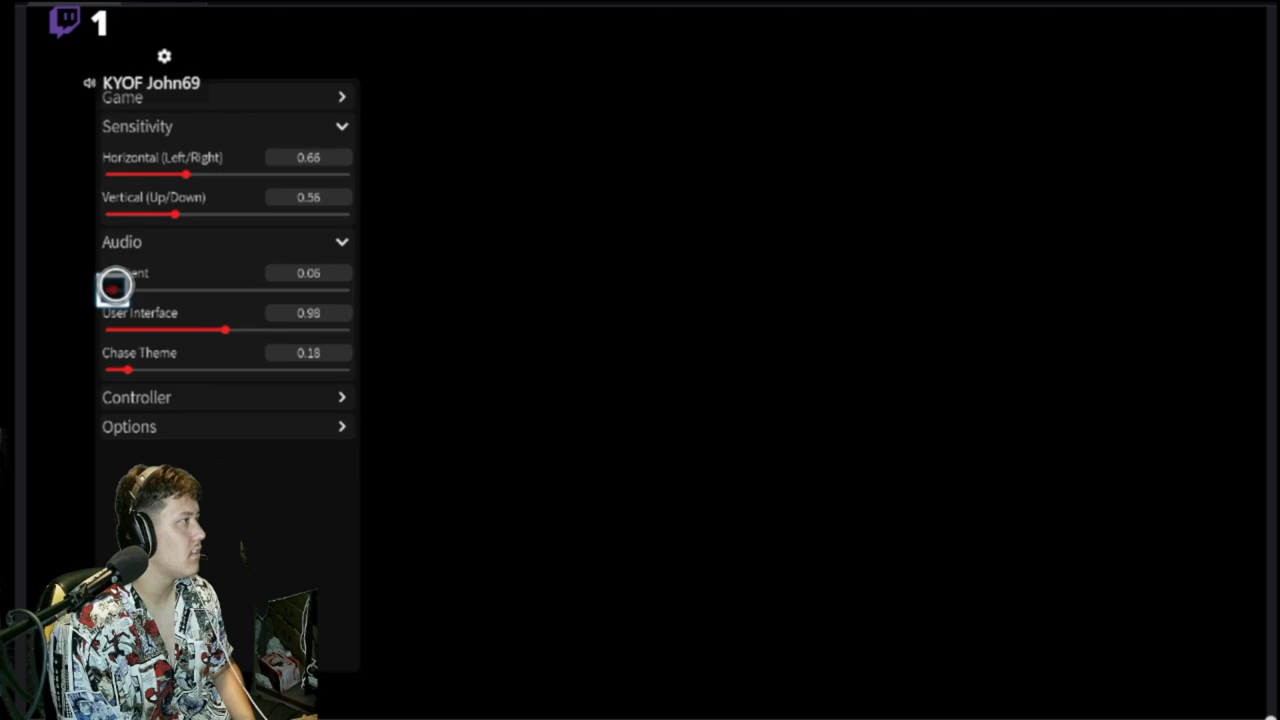 1
KYOF John69
Game
Sensitivity
Horizontal (Left/Right) 0.66
Vertical (Up/Down) 0.56
Audio
0.06
User Interface 0.98
Chase Theme 0.18
Controller
Options